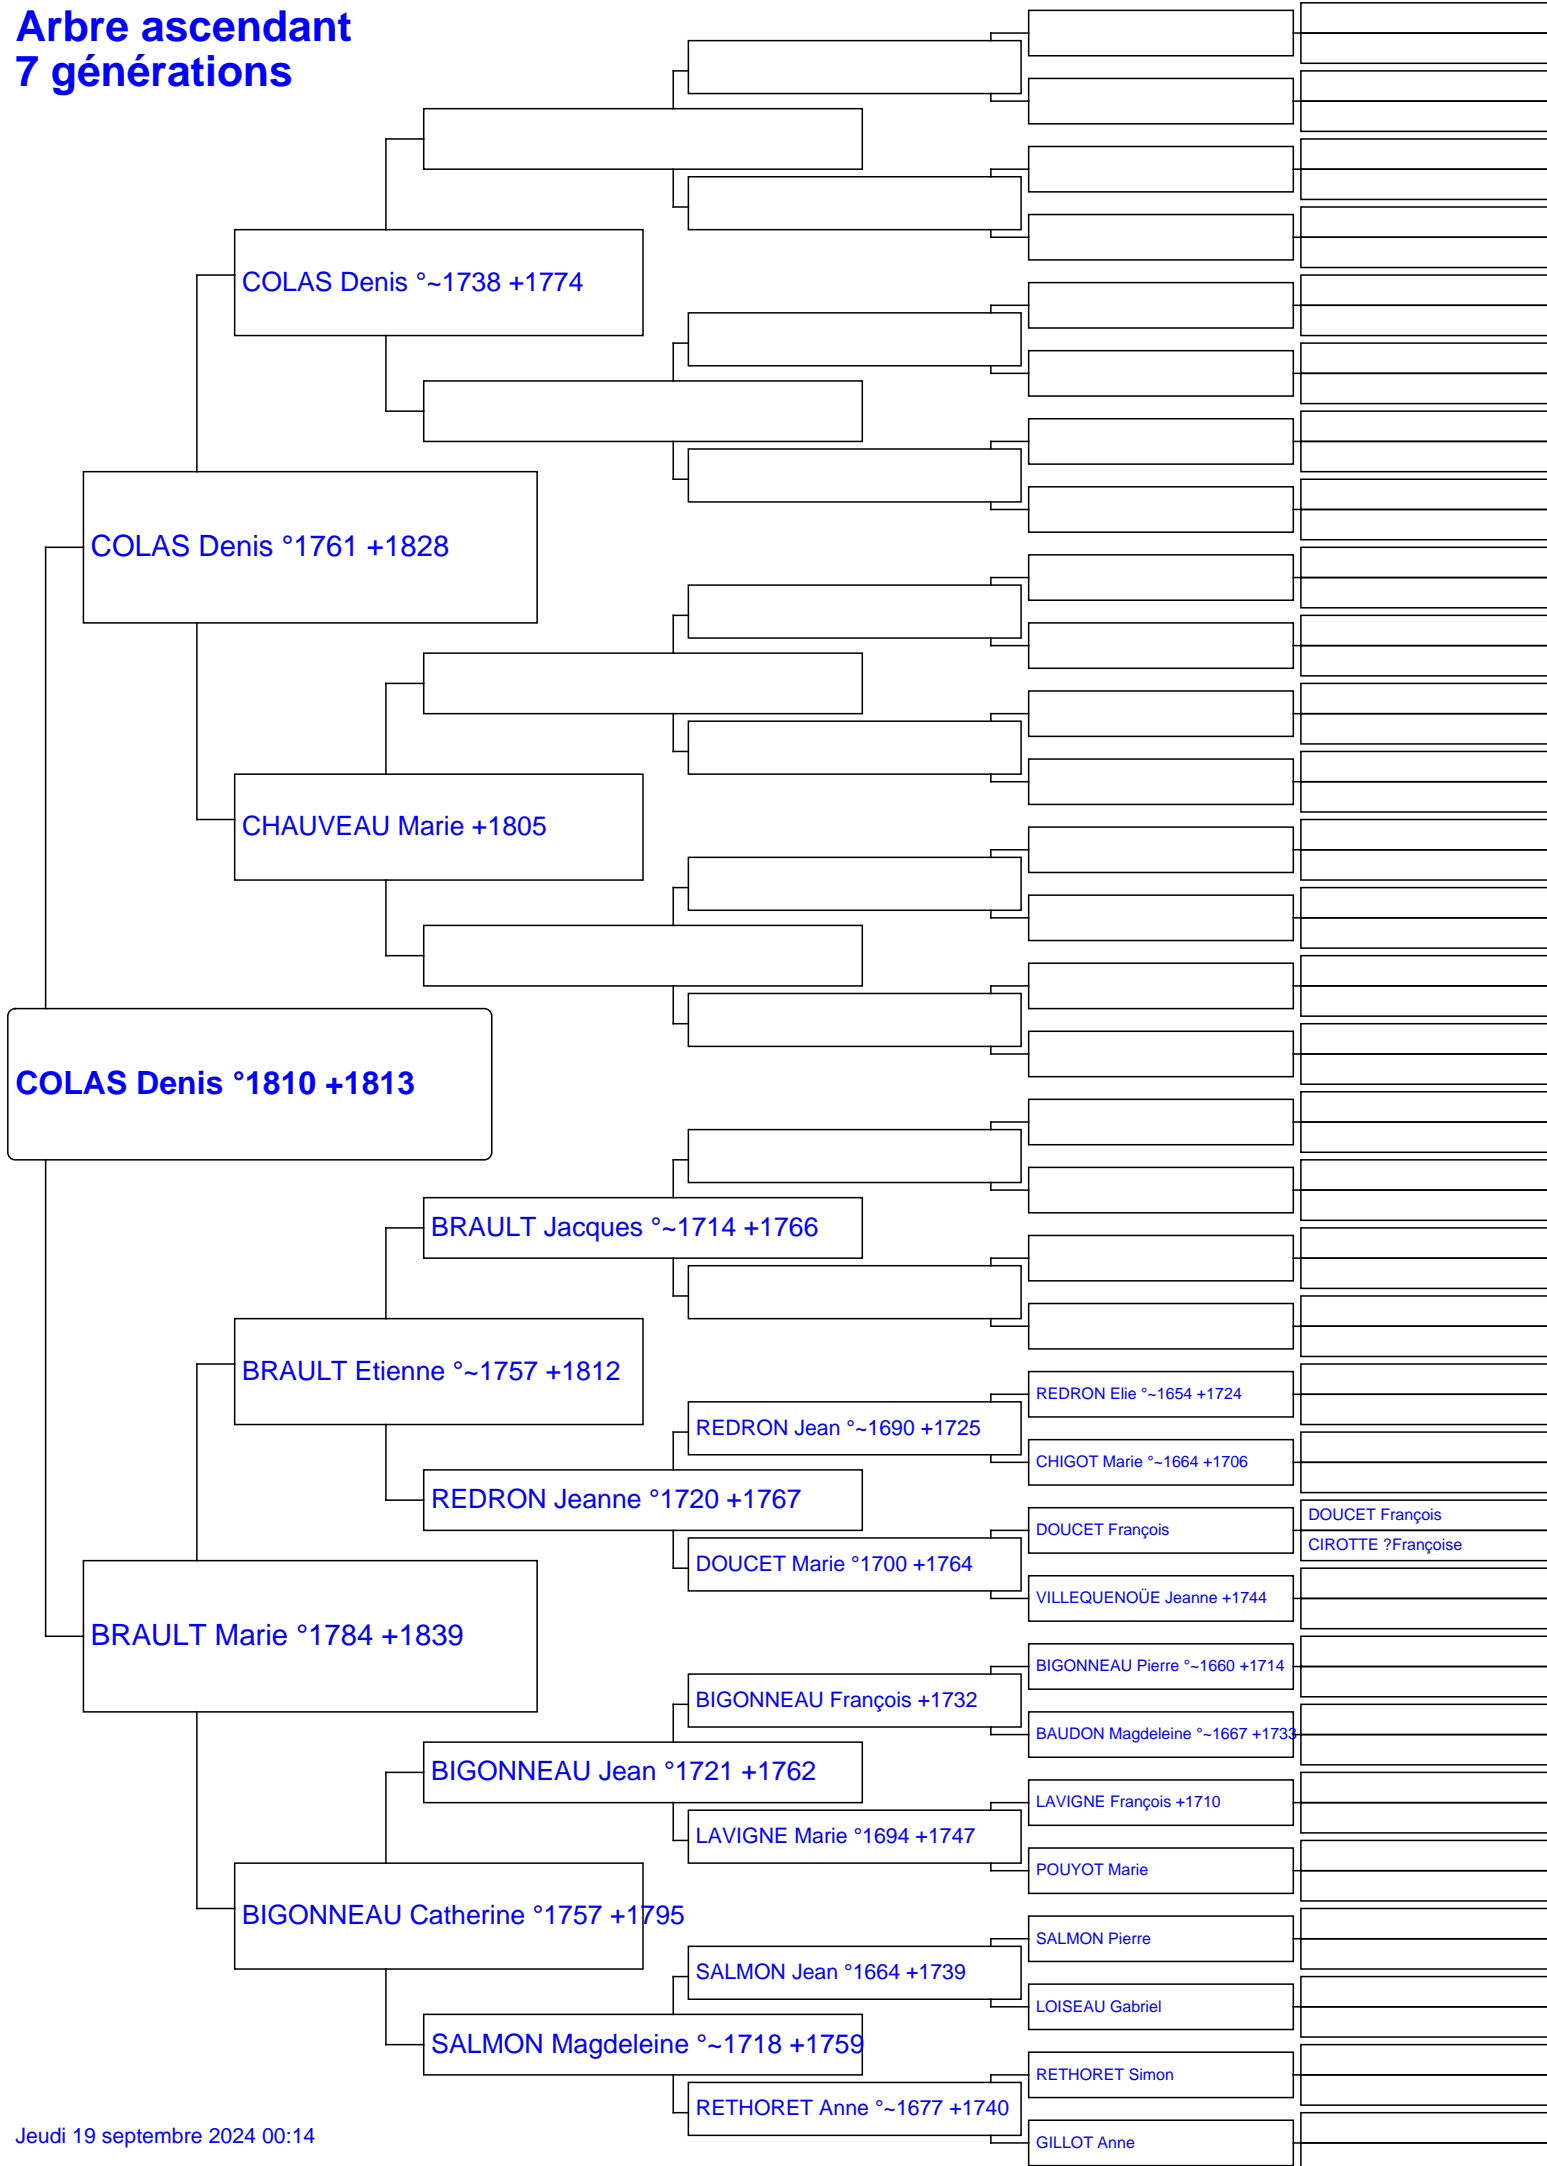 Arbre ascendant
7 générations
COLAS Denis °~1738 +1774
COLAS Denis °1761 +1828
CHAUVEAU Marie +1805
COLAS Denis °1810 +1813
BRAULT Jacques °~1714 +1766
BRAULT Etienne °~1757 +1812
REDRON Elie °~1654 +1724
REDRON Jean °~1690 +1725
CHIGOT Marie °~1664 +1706
REDRON Jeanne °1720 +1767
DOUCET François
DOUCET François
CIROTTE ?Françoise
DOUCET Marie °1700 +1764
VILLEQUENOÜE Jeanne +1744
BRAULT Marie °1784 +1839
BIGONNEAU Pierre °~1660 +1714
BIGONNEAU François +1732
BAUDON Magdeleine °~1667 +1733
BIGONNEAU Jean °1721 +1762
LAVIGNE François +1710
LAVIGNE Marie °1694 +1747
POUYOT Marie
BIGONNEAU Catherine °1757 +1795
SALMON Pierre
SALMON Jean °1664 +1739
LOISEAU Gabriel
SALMON Magdeleine °~1718 +1759
RETHORET Simon
RETHORET Anne °~1677 +1740
GILLOT Anne
Jeudi 19 septembre 2024 00:14